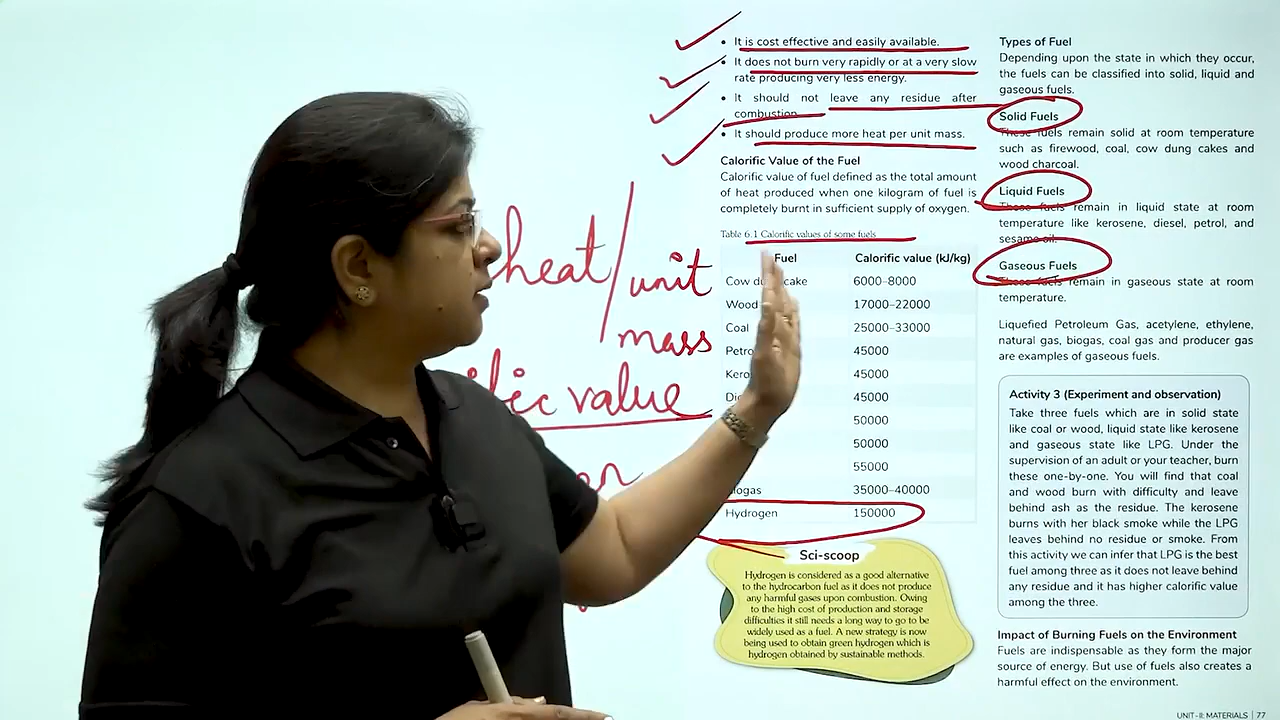 It is cost effective and easily available.
It does not burn very rapidly or at a very slow
rate producing very less energy.
It should not leave any residue after
combustion
It should produce more heat per unit mass.
Calorific Value of the Fuel
Calorific value of fuel defined as the total amount
of heat produced when one kilogram of fuel is
completely burnt in sufficient supply of oxygen.
Table 6.1 Calorific values of some fuels
Fuel Calorific value (kJ/kg)
Cow cake 6000–8000
Wood 17000–22000
Coal 25000–33000
45000
45000
45000
50000
50000
55000
35000–40000
Hydrogen 150000
Sci-scoop
Hydrogen is considered as a good alternative
to the hydrocarbon fuel as it does not produce
any harmful gases upon combustion. Owing
to the high cost of production and storage
difficulties it still needs a long way to go to be
widely used as a fuel. A new strategy is now
being used to obtain green hydrogen which is
hydrogen obtained by sustainable methods.
heat/unit
mass
value
Types of Fuel
Depending upon the state in which they occur,
the fuels can be classified into solid, liquid and
gaseous fuels.
Solid Fuels
These fuels remain solid at room temperature
such as firewood, coal, cow dung cakes and
wood charcoal.
Liquid Fuels
These fuels remain in liquid state at room
temperature like kerosene, diesel, petrol, and
sesame oil.
Gaseous Fuels
These fuels remain in gaseous state at room
temperature.
Liquefied Petroleum Gas, acetylene, ethylene,
natural gas, biogas, coal gas and producer gas
are examples of gaseous fuels.
Activity 3 (Experiment and observation)
Take three fuels when are in solid state
like coal or wood, liquid state like kerosene
and gaseous state like LPG. Under the
supervision of an adult or your teacher, burn
these one-by-one. You will find that coal
and wood burn with difficulty and leave
behind ash as the residue. The kerosene
burns with her black smoke while the LPG
leaves behind no residue or smoke. From
this activity we can infer that LPG is the best
fuel among three as it does not leave behind
any residue and it has higher calorific value
among the three.
Impact of Burning Fuels on the Environment
Fuels are indispensable as they form the major
source of energy. But use of fuels also creates a
harmful effect on the environment.
UNIT-II: MATERIALS | 77